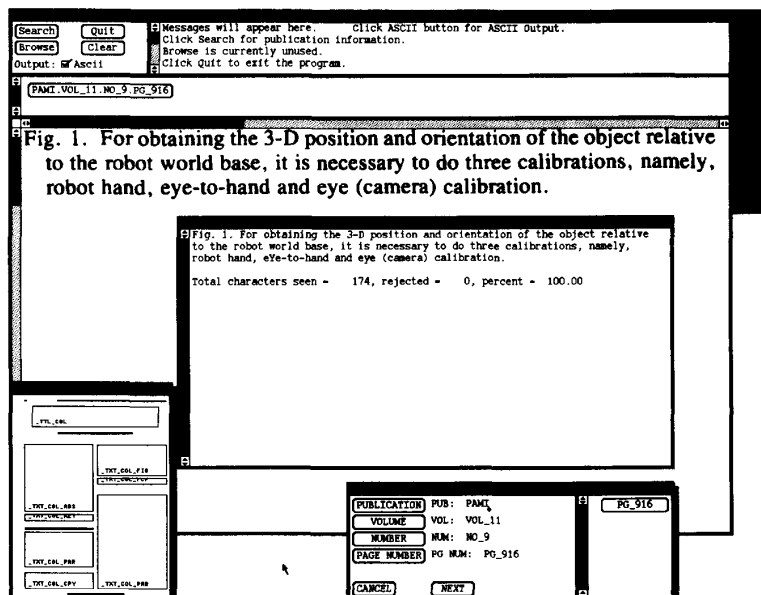 Search Quit
Browse Clear
Output: Ascii
Messages will appear here. Click ASCII button for ASCII Output.
Click Search for publication information.
Browse is currently unused.
Click Quit to exit the program.
PAMI.VOL_11.NO_9.PG_916
Fig. 1. For obtaining the 3-D position and orientation of the object relative
to the robot world base, it is necessary to do three calibrations, namely,
robot hand, eye-to-hand and eye (camera) calibration.
Fig. 1. For obtaining the 3-D position and orientation of the object relative
to the robot world base, it is necessary to do three calibrations, namely,
robot hand, eYe-to-hand and eye (camera) calibration.
Total characters seen = 174, rejected = 0, percent = 100.00
_TTL_COL
_TXT_COL_FIG
_TXT_COL_ABS
_TXT_COL_PAR
_TXT_COL_CPY
_TXT_COL_PAR
PUBLICATION PUB: PAMI
VOLUME VOL: VOL_11
NUMBER NUM: NO_9
PAGE NUMBER PG NUM: PG_916
CANCEL NEXT
PG_916